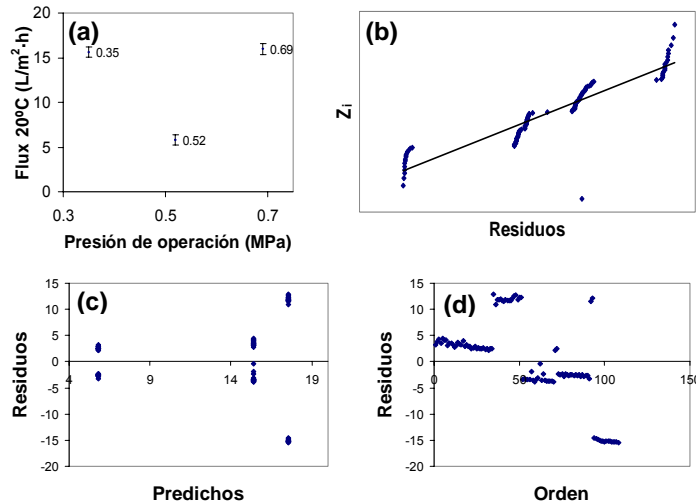 (a)
Flux 20ºC (L/m²·h)
20
15
10
5
0
0.35
0.69
0.52
0.3 0.5 0.7
Presión de operación (MPa)
(b)
Zi
Residuos
(c)
Residuos
15
10
5
0
-5
-10
-15
-20
4 9 14 19
Predichos
(d)
Residuos
15
10
5
0
-5
-10
-15
-20
0 50 100 150
Orden